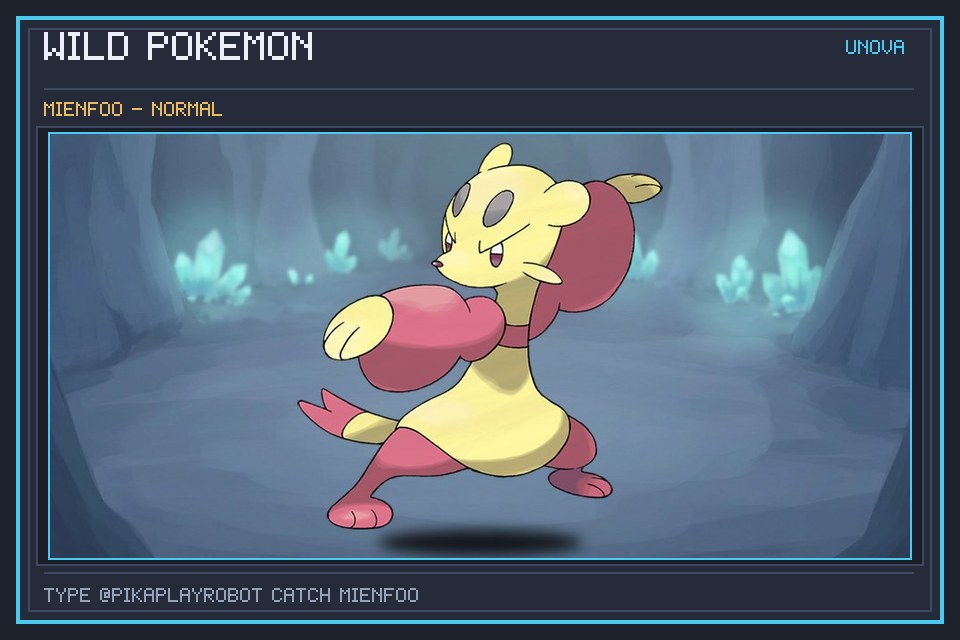 WILD POKEMON
UNOVA
MIENFOO - NORMAL
TYPE @PIKAPLAYROBOT CATCH MIENFOO